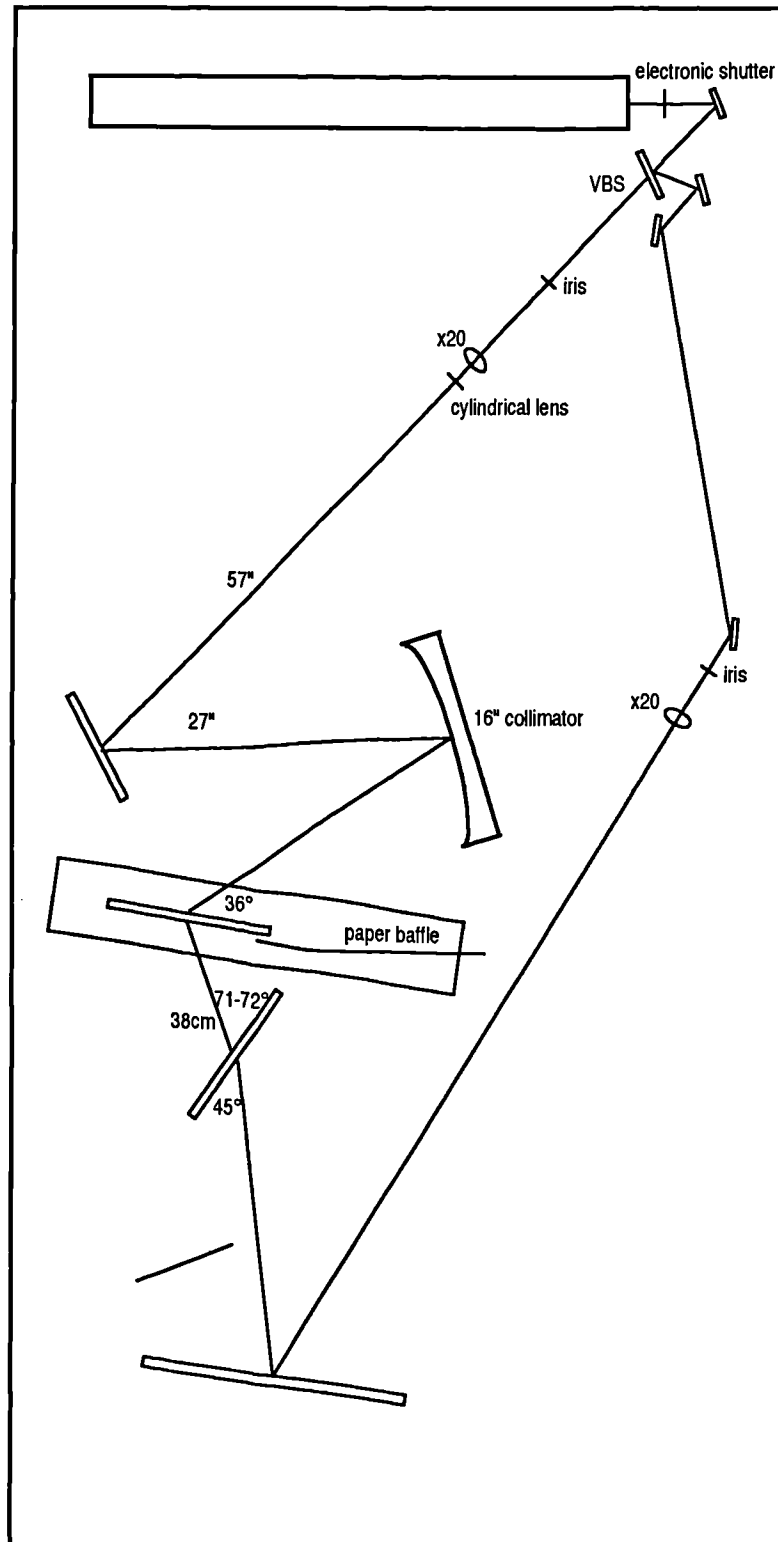 electronic shutter
VBS
iris
x20
cylindrical lens
57"
27"
16" collimator
iris
x20
36°
paper baffle
71-72°
38cm
45°